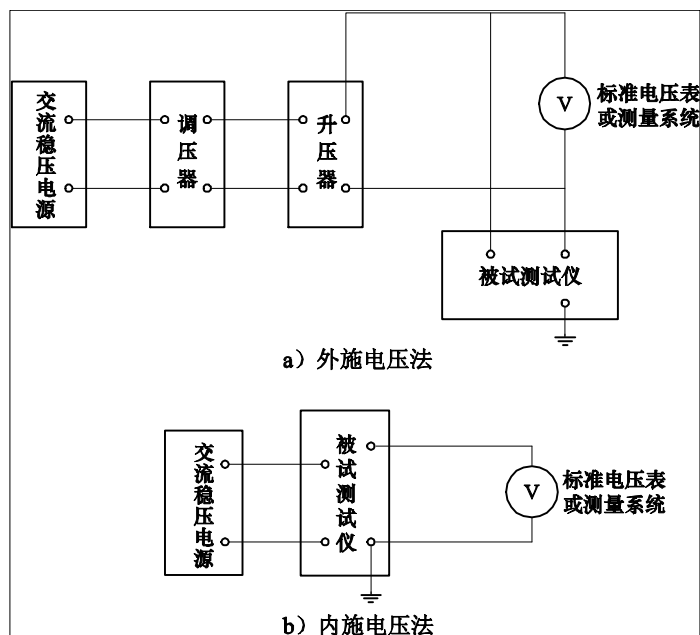 交流稳压电源
调压器
升压器
V
标准电压表
或测量系统
被试测试仪
a）外施电压法
交流稳压电源
被试测试仪
V
标准电压表
或测量系统
b）内施电压法